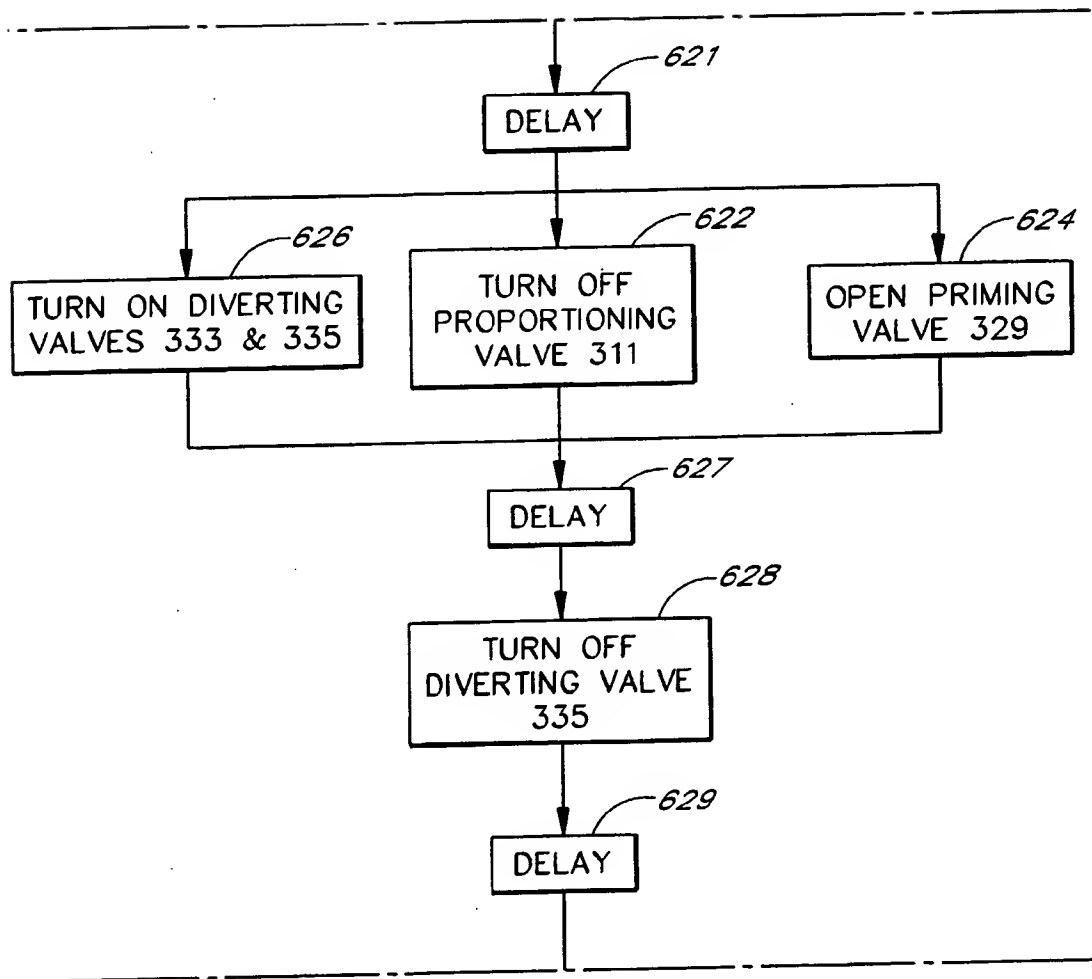 621
DELAY
626
622
624
TURN ON DIVERTING
VALVES 333 & 335
TURN OFF
PROPORTIONING
VALVE 311
OPEN PRIMING
VALVE 329
627
DELAY
628
TURN OFF
DIVERTING VALVE
335
629
DELAY